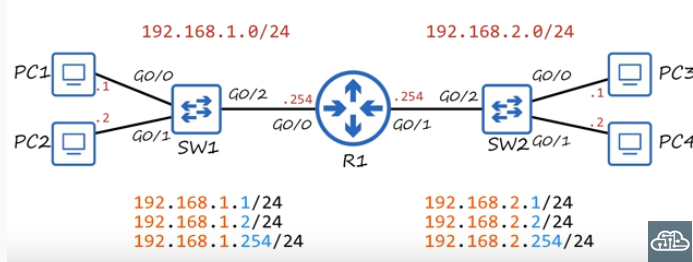 192.168.1.0/24
192.168.2.0/24
PC1
G0/0
.1
PC2
.2
G0/1
SW1
G0/2
.254
G0/0
R1
.254
G0/1
G0/2
SW2
G0/0
.1
PC3
G0/1
.2
PC4
192.168.1.1/24
192.168.1.2/24
192.168.1.254/24
192.168.2.1/24
192.168.2.2/24
192.168.2.254/24